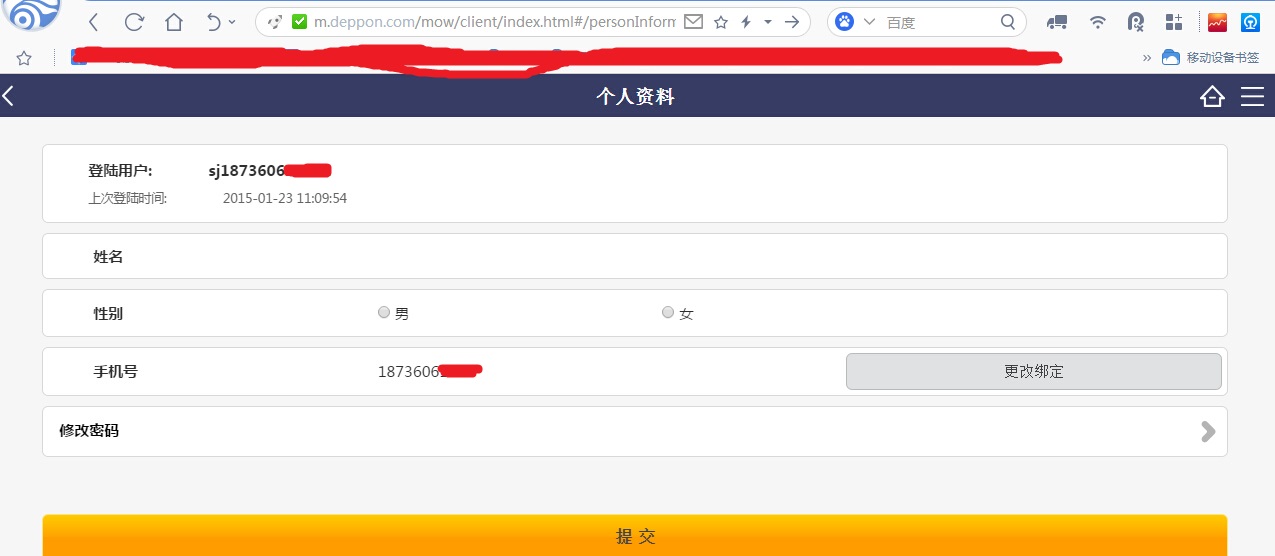 m.deppon.com/mow/client/index.html#/personInform
百度
» 移动设备书签
个人资料
登陆用户: sj1873606
上次登陆时间: 2015-01-23 11:09:54
姓名
性别 男 女
手机号 1873606 更改绑定
修改密码
提 交